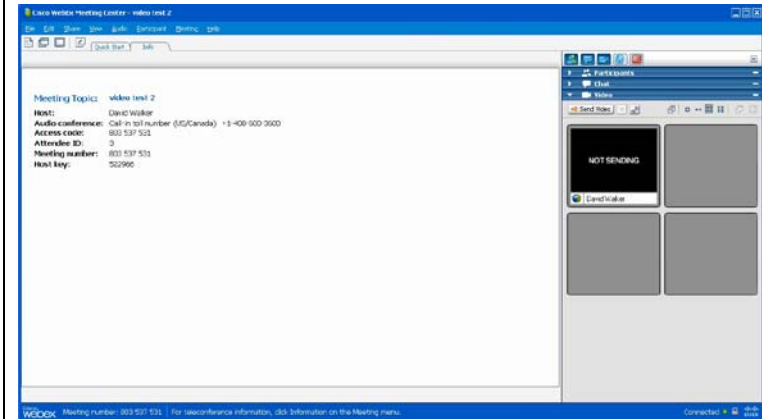 Cisco WebEx Meeting Center - video test 2
File Edit Share View Audio Participant Meeting Help
Quick Start Info
Participants
Chat
Video
Send Video
Meeting Topic: video test 2
Host: David Walker
Audio conference: Call-in toll number (US/Canada) +1-408-600-3600
Access code: 803 537 531
Attendee ID: 3
Meeting number: 803 537 531
Host key: 522966
NOT SENDING
David Walker
WebEx Meeting number: 803 537 531 For teleconference information, click Information on the Meeting menu. Connected